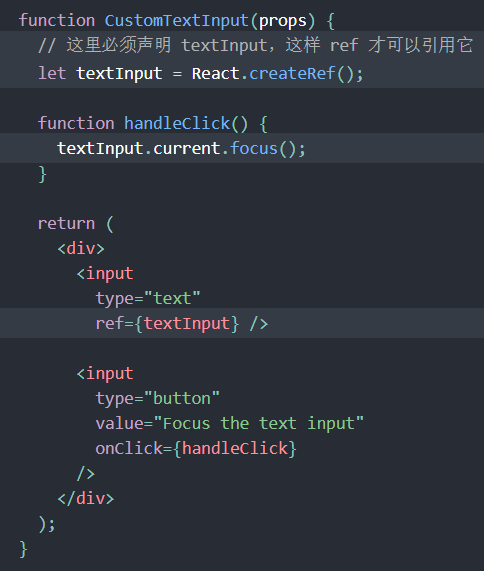 function CustomTextInput(props) {
  // 这里必须声明 textInput，这样 ref 才可以引用它
  let textInput = React.createRef();

  function handleClick() {
    textInput.current.focus();
  }

  return (
    <div>
      <input
        type="text"
        ref={textInput} />

      <input
        type="button"
        value="Focus the text input"
        onClick={handleClick}
      />
    </div>
  );
}